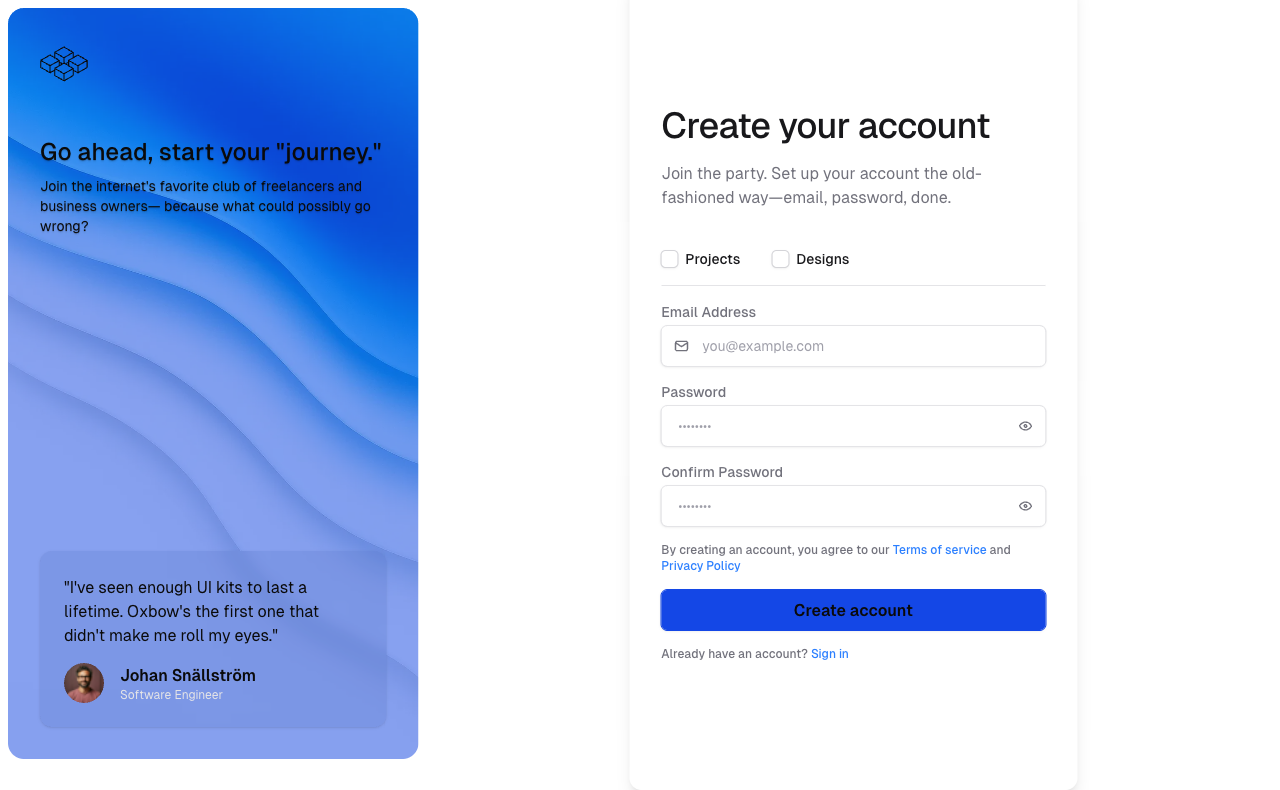 Go ahead, start your "journey."
Join the internet's favorite club of freelancers and
business owners— because what could possibly go
wrong?
"I've seen enough UI kits to last a
lifetime. Oxbow's the first one that
didn't make me roll my eyes."
Johan Snällström
Software Engineer
Create your account
Join the party. Set up your account the old-
fashioned way—email, password, done.
Projects
Designs
Email Address
you@example.com
Password
••••••••
Confirm Password
••••••••
By creating an account, you agree to our Terms of service and
Privacy Policy
Create account
Already have an account? Sign in